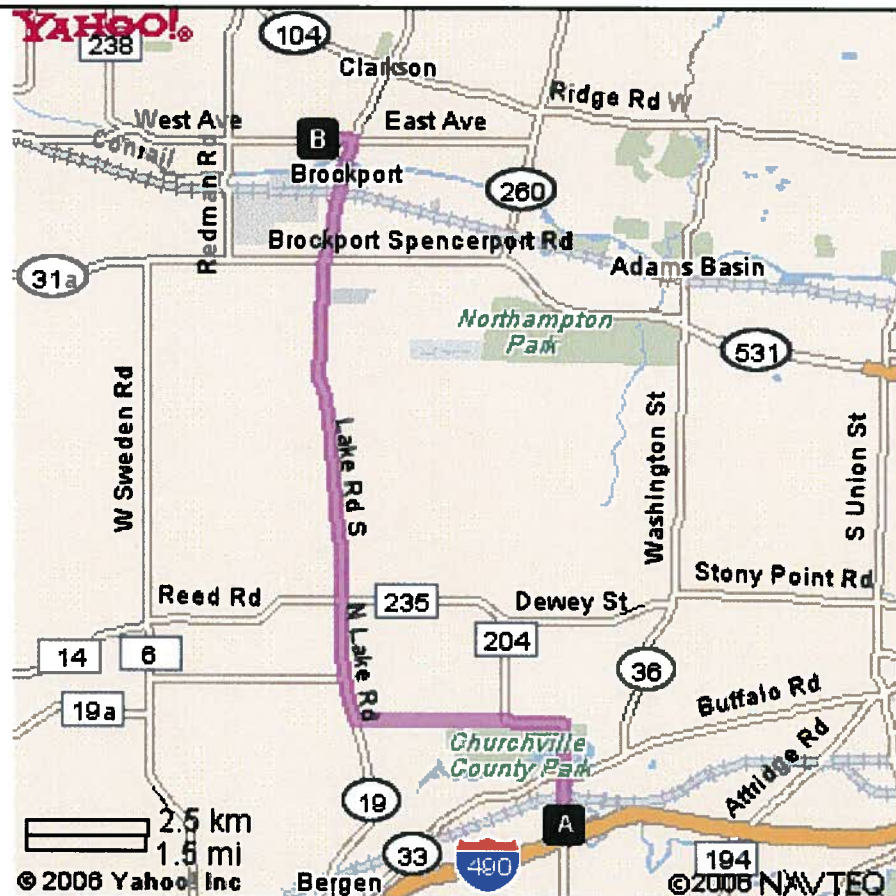 YAHOO!®
238
104
Clarkson
Ridge Rd W
West Ave
B
East Ave
Conrail
Brockport
260
Redman Rd
Brockport Spencerport Rd
31a
Adams Basin
Northampton
Park
531
W Sweden Rd
Lake Rd S
Washington St
S Union St
Reed Rd
235
Dewey St
Stony Point Rd
N Lake Rd
204
14
6
36
19a
Buffalo Rd
Churchville
County Park
Attridge Rd
19
2.5 km
1.5 mi
A
33
490
194
© 2006 Yahoo! Inc
Bergen
©2006 NAVTEQ